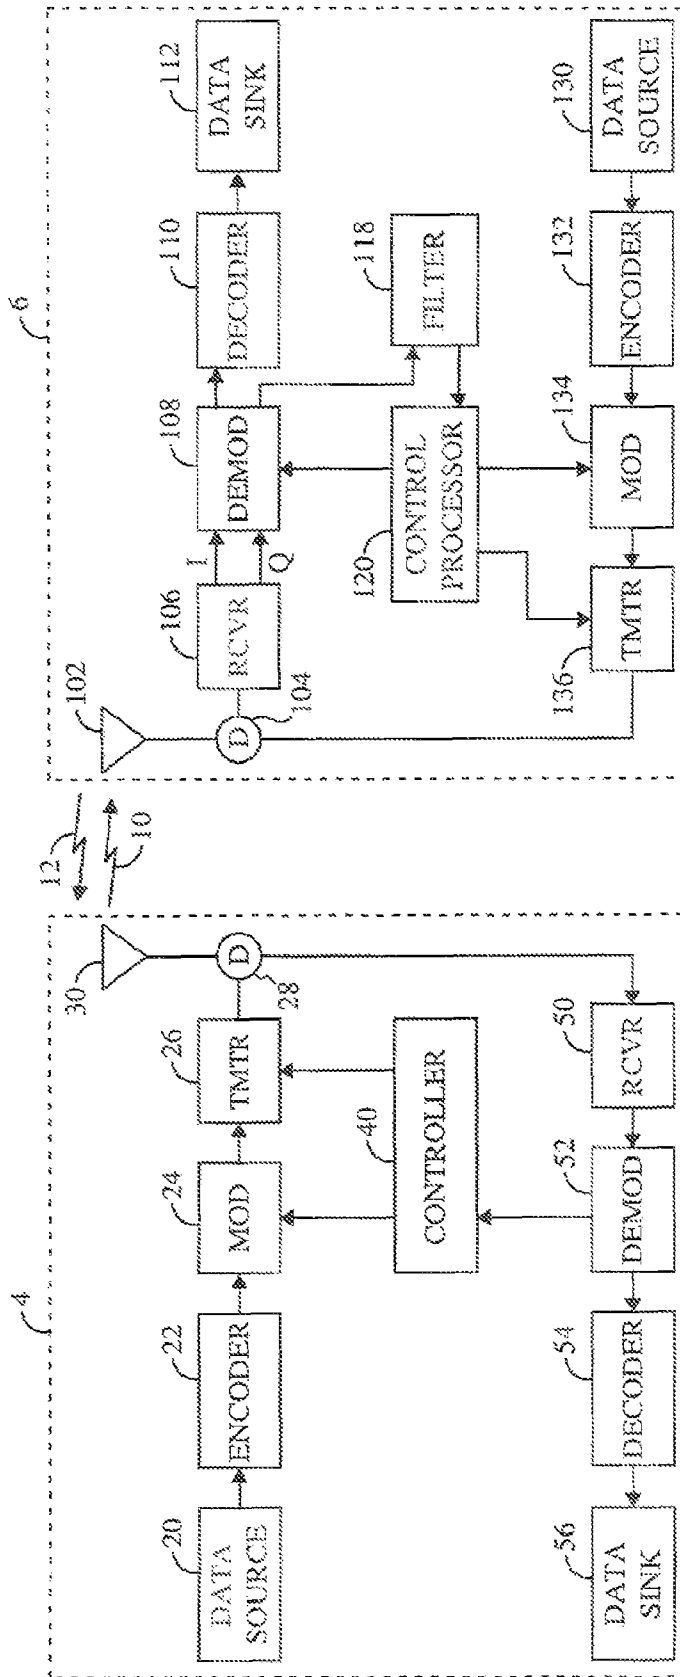 4
20
DATA
SOURCE
22
ENCODER
24
MOD
26
TMTR
30
D
28
40
CONTROLLER
56
DATA
SINK
54
DECODER
52
DEMOD
50
RCVR
12
10
6
102
D
104
106
RCVR
I
Q
108
DEMOD
110
DECODER
112
DATA
SINK
120
CONTROL
PROCESSOR
118
FILTER
136
TMTR
134
MOD
132
ENCODER
130
DATA
SOURCE